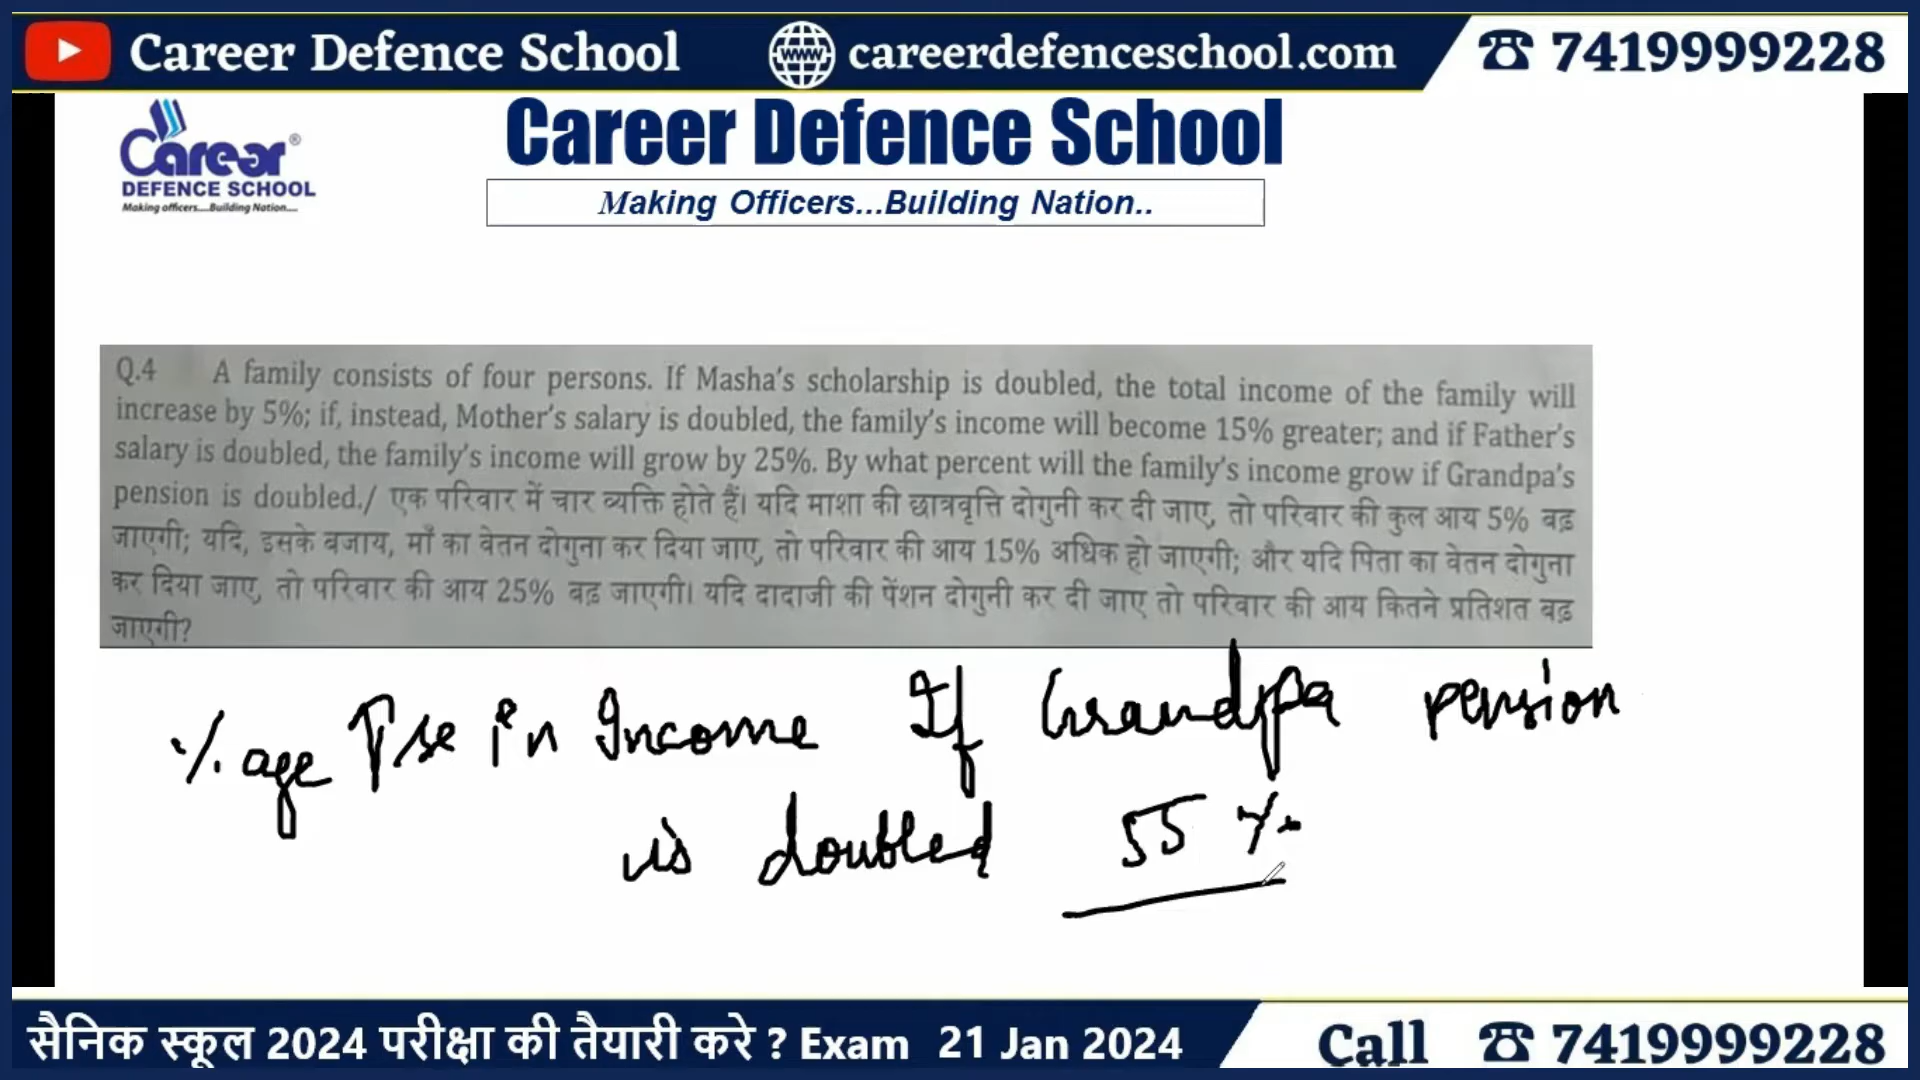 Career Defence School
careerdefenceschool.com
7419999228
Career
DEFENCE SCHOOL
Making officers....Building Nation....
Career Defence School
Making Officers...Building Nation..
Q.4 A family consists of four persons. If Masha's scholarship is doubled, the total income of the family will
increase by 5%; if, instead, Mother's salary is doubled, the family's income will become 15% greater; and if Father's
salary is doubled, the family's income will grow by 25%. By what percent will the family's income grow if Grandpa's
pension is doubled./ एक परिवार में चार व्यक्ति होते हैं। यदि माशा की छात्रवृत्ति दोगुनी कर दी जाए, तो परिवार की कुल आय 5% बढ़
जाएगी; यदि, इसके बजाय, माँ का वेतन दोगुना कर दिया जाए, तो परिवार की आय 15% अधिक हो जाएगी; और यदि पिता का वेतन दोगुना
कर दिया जाए, तो परिवार की आय 25% बढ़ जाएगी। यदि दादाजी की पेंशन दोगुनी कर दी जाए तो परिवार की आय कितने प्रतिशत बढ़
जाएगी?
% age ↑se in Income If Grandpa pension
is doubled 55 %
सैनिक स्कूल 2024 परीक्षा की तैयारी करे ? Exam 21 Jan 2024
Call 7419999228